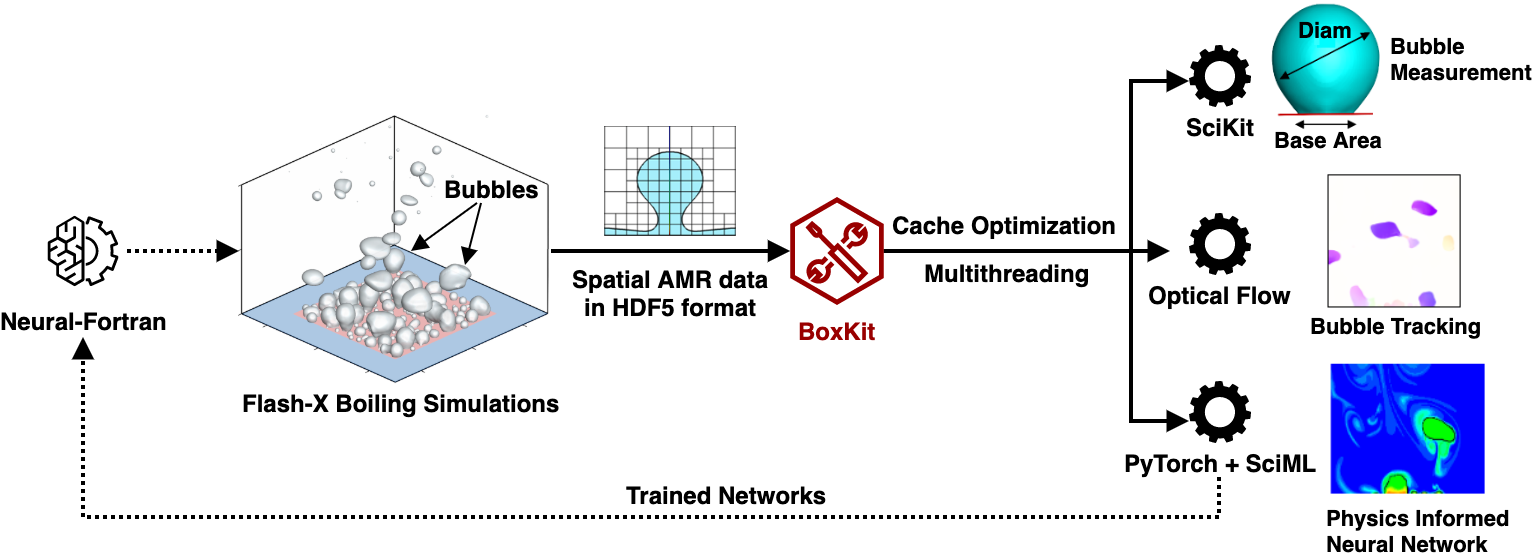 Neural-Fortran
Bubbles
Flash-X Boiling Simulations
Spatial AMR data
in HDF5 format
BoxKit
Cache Optimization
Multithreading
SciKit
Diam
Bubble
Measurement
Base Area
Optical Flow
Bubble Tracking
PyTorch + SciML
Physics Informed
Neural Network
Trained Networks